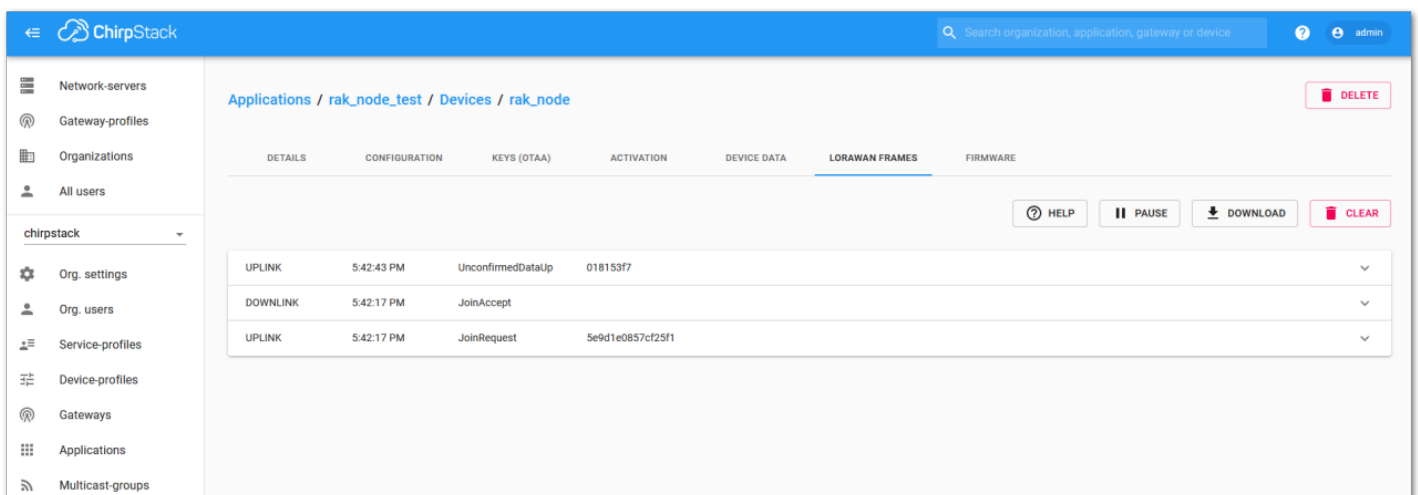 ChirpStack
Search organization, application, gateway or device
? admin
Network-servers
Gateway-profiles
Organizations
All users
chirpstack
Org. settings
Org. users
Service-profiles
Device-profiles
Gateways
Applications
Multicast-groups
Applications / rak_node_test / Devices / rak_node
DELETE
DETAILS CONFIGURATION KEYS (OTAA) ACTIVATION DEVICE DATA LORAWAN FRAMES FIRMWARE
? HELP PAUSE DOWNLOAD CLEAR
UPLINK 5:42:43 PM UnconfirmedDataUp 018153f7
DOWNLINK 5:42:17 PM JoinAccept
UPLINK 5:42:17 PM JoinRequest 5e9d1e0857cf25f1